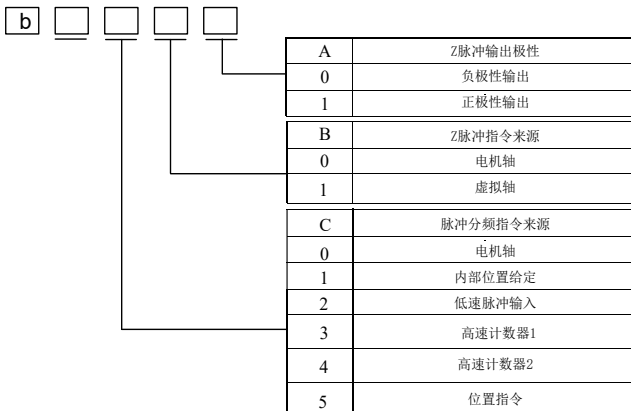 b
A Z脉冲输出极性
0 负极性输出
1 正极性输出
B Z脉冲指令来源
0 电机轴
1 虚拟轴
C 脉冲分频指令来源
0 电机轴
1 内部位置给定
2 低速脉冲输入
3 高速计数器1
4 高速计数器2
5 位置指令